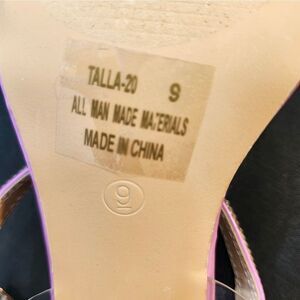 TALLA-20 9
ALL MAN MADE MATERIALS
MADE IN CHINA
9